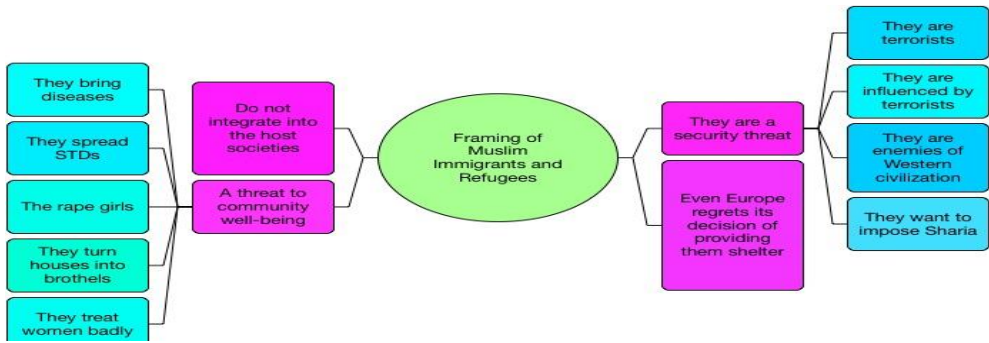 They bring
diseases
They spread
STDs
The rape girls
They turn
houses into
brothels
They treat
women badly
Do not
integrate into
the host
societies
A threat to
community
well-being
Framing of
Muslim
Immigrants and
Refugees
They are a
security threat
Even Europe
regrets its
decision of
providing
them shelter
They are
terrorists
They are
influenced by
terrorists
They are
enemies of
Western
civilization
They want to
impose Sharia